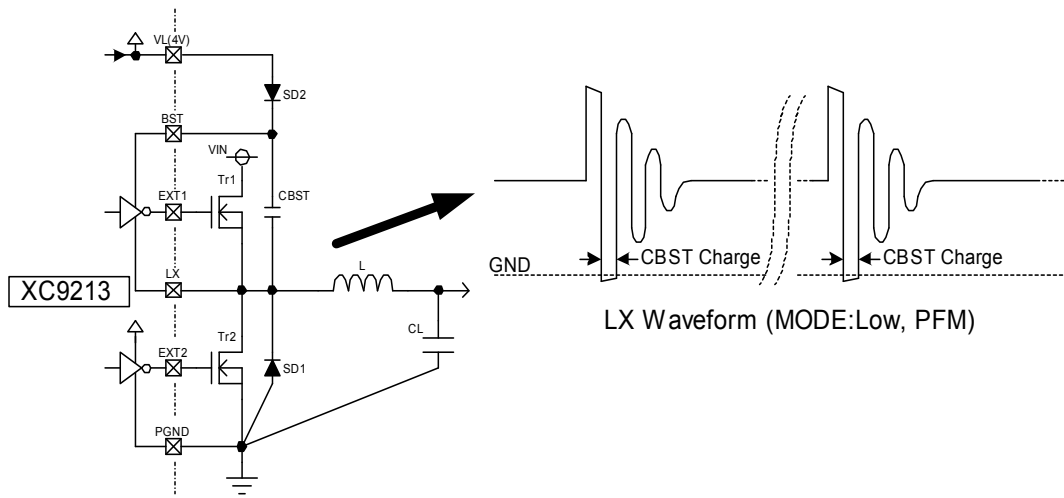 VL(4V)
SD2
BST
VIN
Tr1
CBST
EXT1
LX
L
XC9213
CL
Tr2
EXT2
SD1
PGND
GND
CBST Charge
CBST Charge
LX Waveform (MODE:Low, PFM)